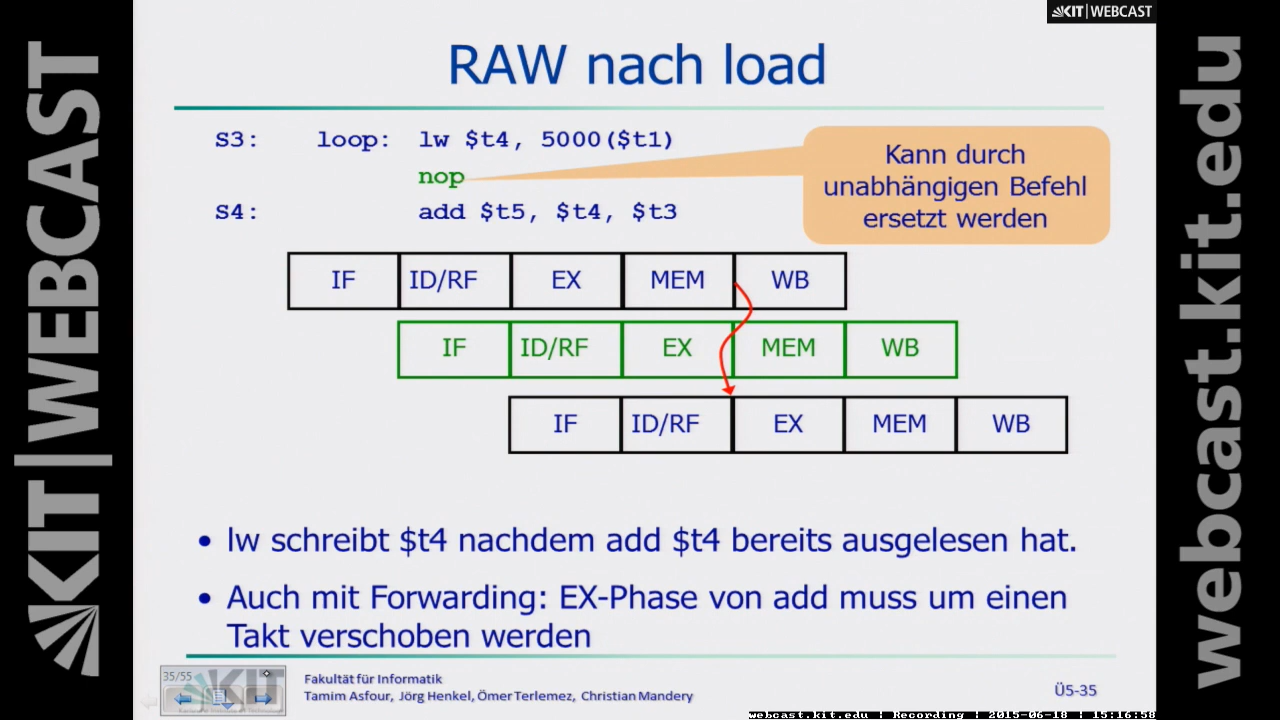 KIT | WEBCAST
RAW nach load
S3: loop: lw $t4, 5000($t1)
nop
S4: add $t5, $t4, $t3
Kann durch
unabhängigen Befehl
ersetzt werden
IF ID/RF EX MEM WB
IF ID/RF EX MEM WB
IF ID/RF EX MEM WB
• lw schreibt $t4 nachdem add $t4 bereits ausgelesen hat.
• Auch mit Forwarding: EX-Phase von add muss um einen
Takt verschoben werden
35/55
KIT
Fakultät für Informatik
Tamim Asfour, Jörg Henkel, Ömer Terlemez, Christian Mandery
Ü5-35
webcast.kit.edu | Recording | 2015-06-18 | 15:16:58
KIT | WEBCAST
webcast.kit.edu